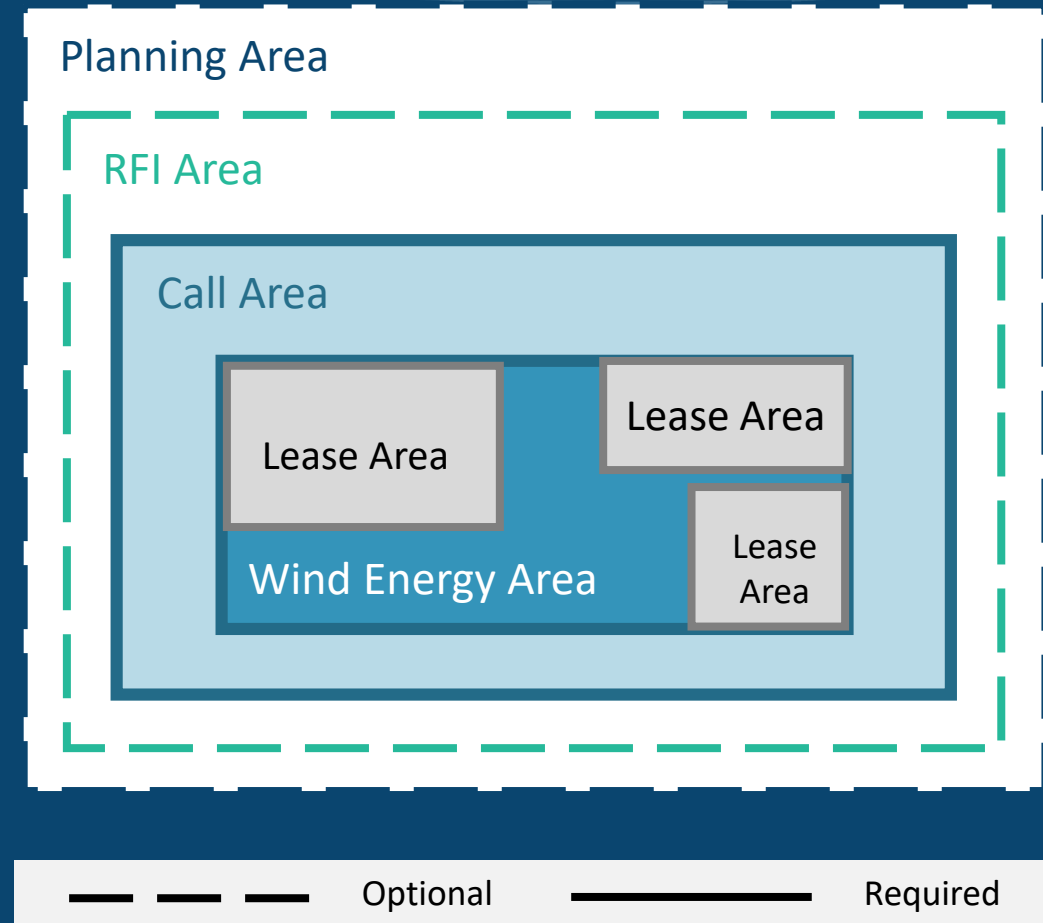 Planning Area
RFI Area
Call Area
Lease Area
Lease Area
Lease
Area
Wind Energy Area
Optional
Required